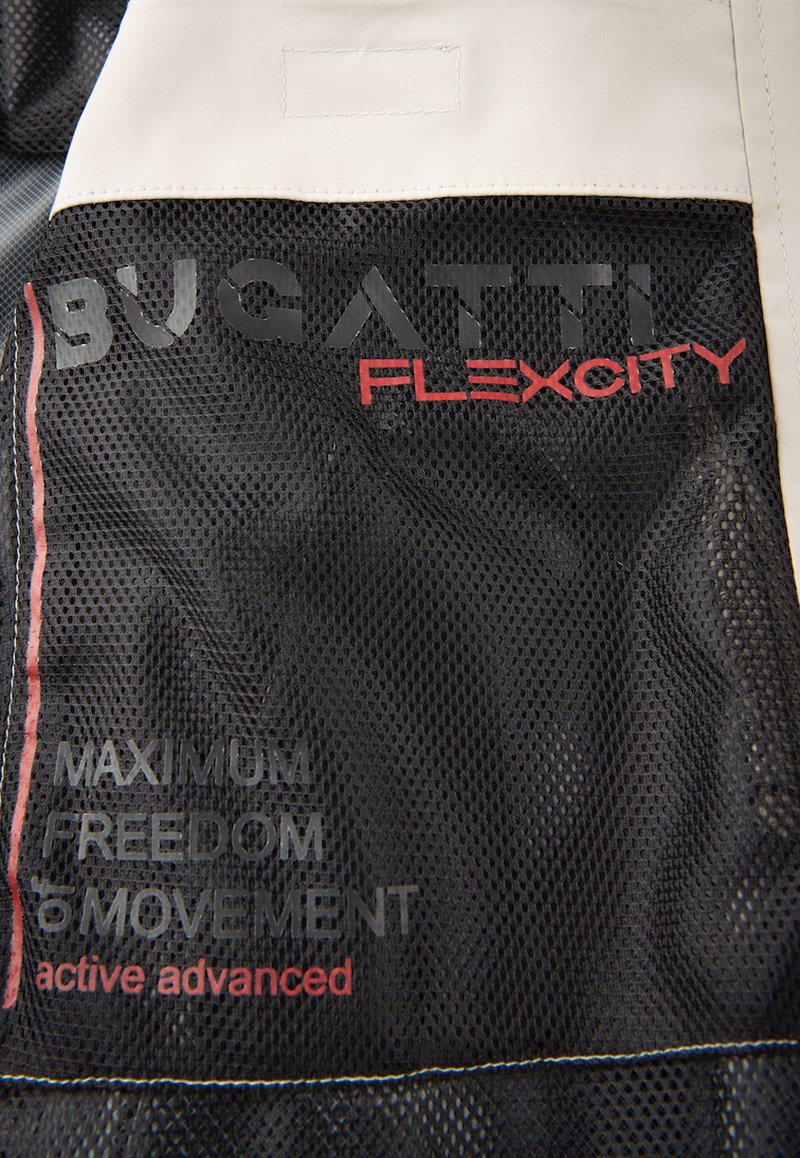 BUGATTI
FLEXCITY
MAXIMUM
FREEDOM
of MOVEMENT
active advanced